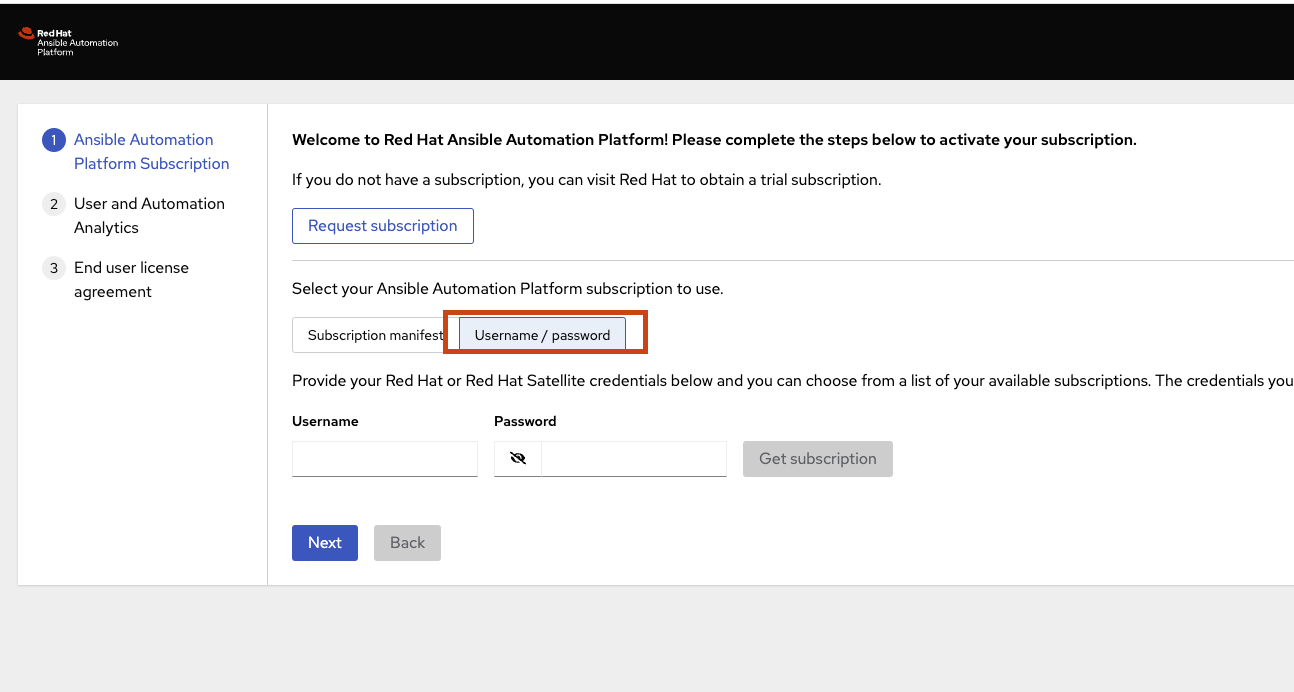 Red Hat
Ansible Automation
Platform
1
Ansible Automation
Platform Subscription
2
User and Automation
Analytics
3
End user license
agreement
Welcome to Red Hat Ansible Automation Platform! Please complete the steps below to activate your subscription.
If you do not have a subscription, you can visit Red Hat to obtain a trial subscription.
Request subscription
Select your Ansible Automation Platform subscription to use.
Subscription manifest
Username / password
Provide your Red Hat or Red Hat Satellite credentials below and you can choose from a list of your available subscriptions. The credentials you
Username
Password
Get subscription
Next
Back